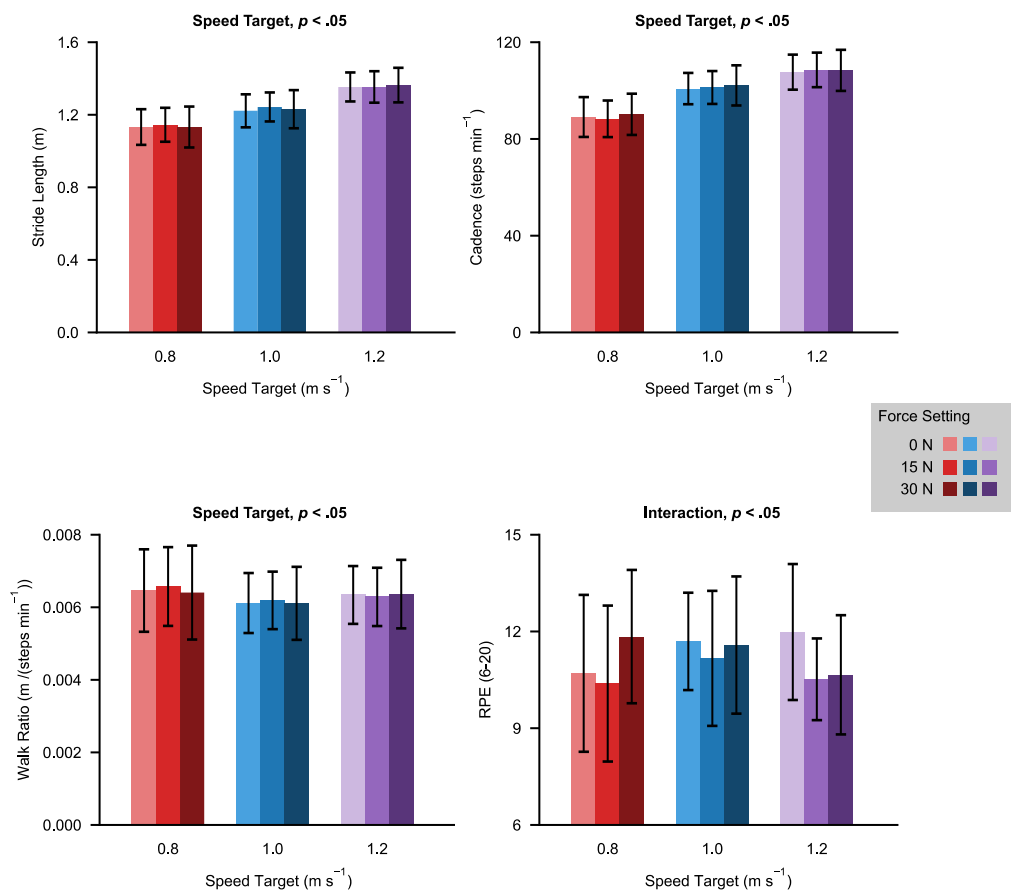 Speed Target, p < .05
1.6
1.2
0.8
0.4
0.0
Stride Length (m)
0.8 1.0 1.2
Speed Target (m s⁻¹)
Speed Target, p < .05
120
80
40
0
Cadence (steps min⁻¹)
0.8 1.0 1.2
Speed Target (m s⁻¹)
Force Setting
0 N
15 N
30 N
Speed Target, p < .05
0.008
0.006
0.004
0.002
0.000
Walk Ratio (m /(steps min⁻¹))
0.8 1.0 1.2
Speed Target (m s⁻¹)
Interaction, p < .05
15
12
9
6
RPE (6-20)
0.8 1.0 1.2
Speed Target (m s⁻¹)